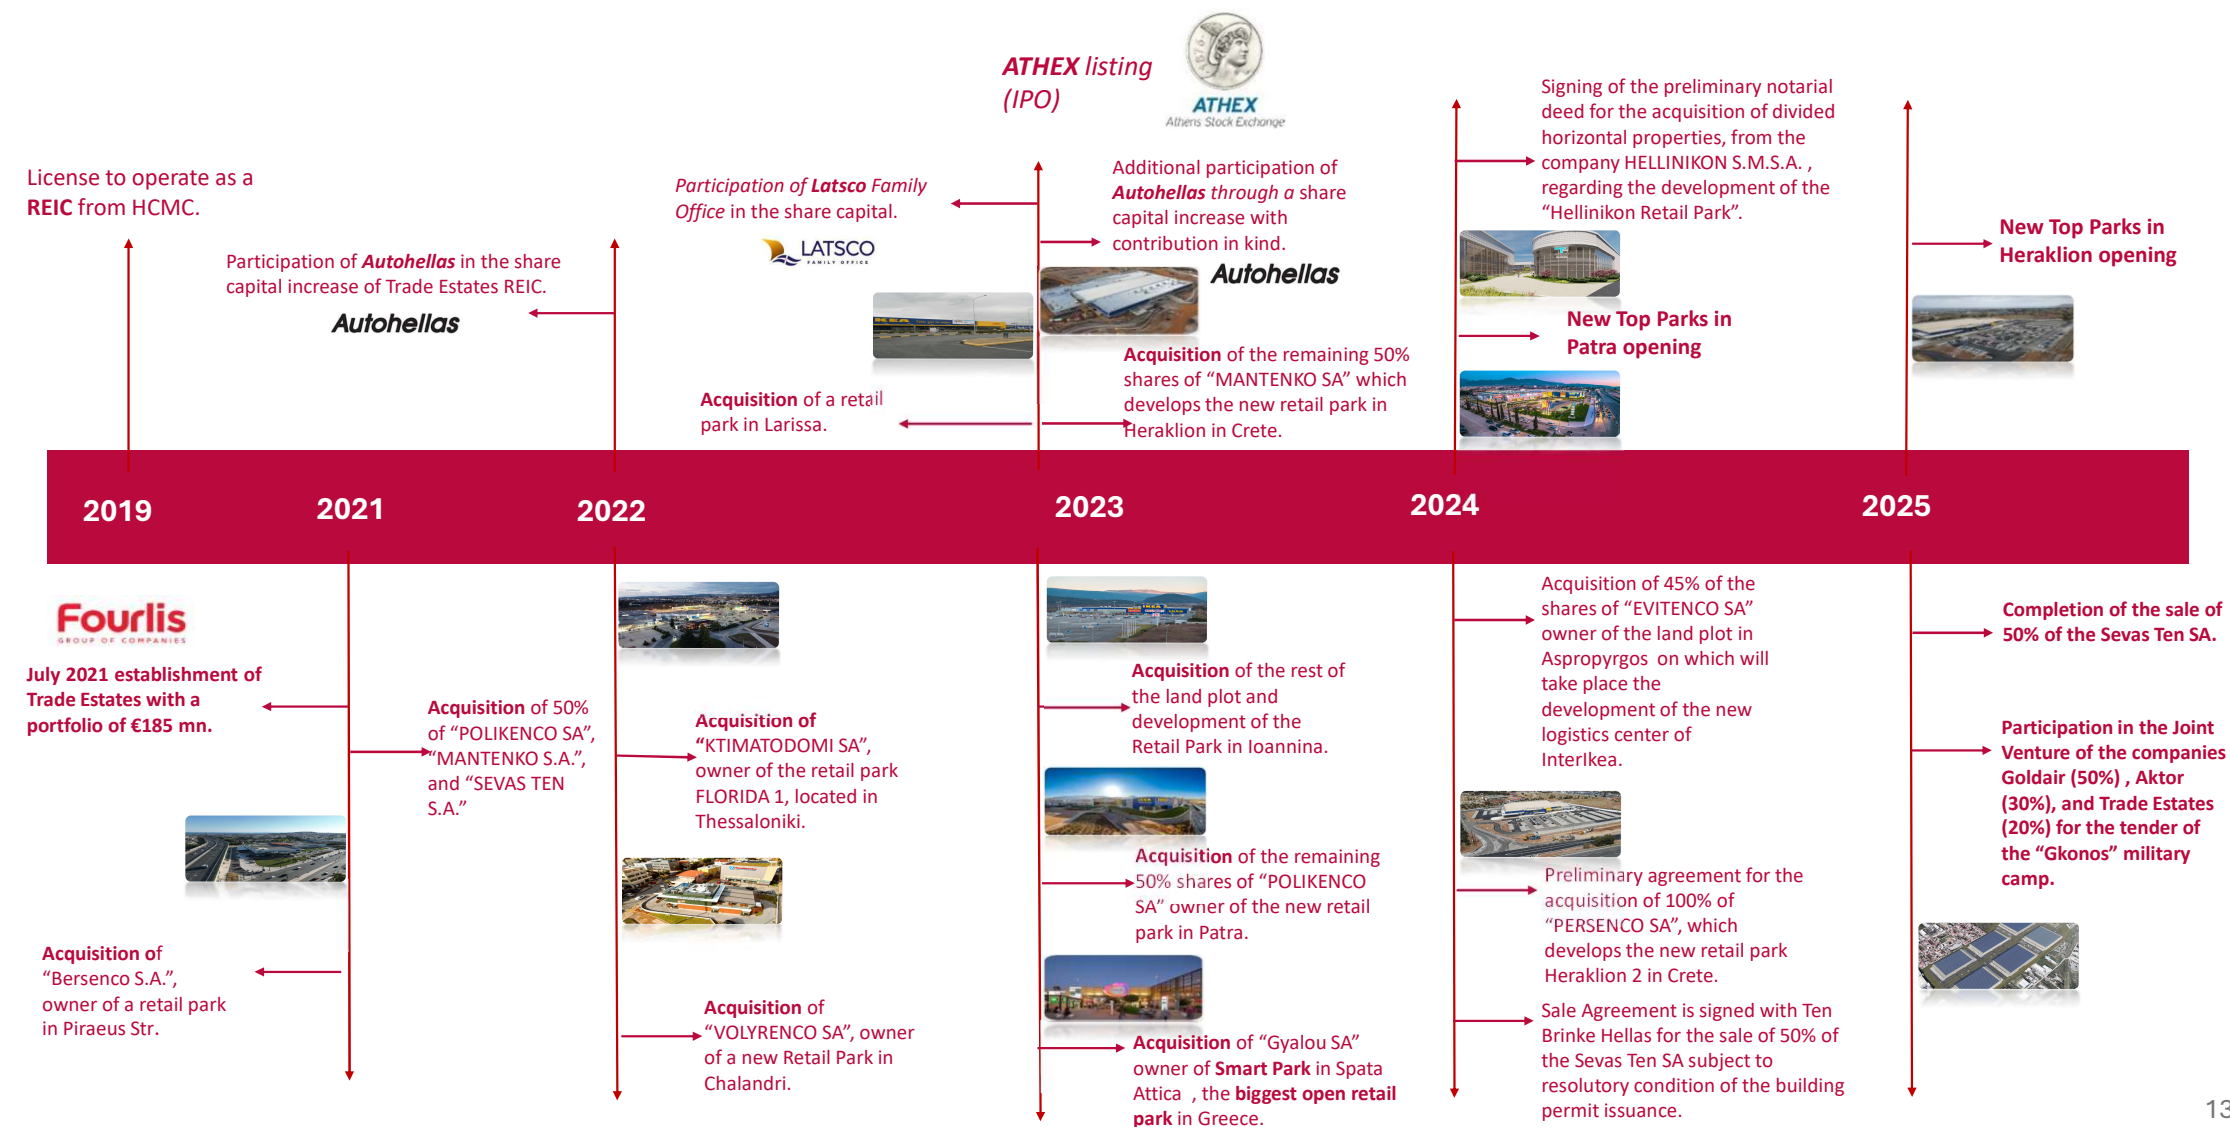 ATHEX listing
(IPO)
ATHEX
Athens Stock Exchange
License to operate as a
REIC from HCMC.
Participation of Autohellas in the share
capital increase of Trade Estates REIC.
Autohellas
Participation of Latsco Family
Office in the share capital.
LATSCO
FAMILY OFFICE
Acquisition of a retail
park in Larissa.
Additional participation of
Autohellas through a share
capital increase with
contribution in kind.
Autohellas
Acquisition of the remaining 50%
shares of “MANTENKO SA” which
develops the new retail park in
Heraklion in Crete.
Signing of the preliminary notarial
deed for the acquisition of divided
horizontal properties, from the
company HELLINIKON S.M.S.A. ,
regarding the development of the
“Hellinikon Retail Park”.
New Top Parks in
Patra opening
New Top Parks in
Heraklion opening
2019
2021
2022
2023
2024
2025
Fourlis
GROUP OF COMPANIES
July 2021 establishment of
Trade Estates with a
portfolio of €185 mn.
Acquisition of
“Bersenco S.A.”,
owner of a retail park
in Piraeus Str.
Acquisition of 50%
of “POLIKENCO SA”,
“MANTENKO S.A.”,
and “SEVAS TEN
S.A.”
Acquisition of
“KTIMATODOMI SA”,
owner of the retail park
FLORIDA 1, located in
Thessaloniki.
Acquisition of
“VOLYRENCO SA”, owner
of a new Retail Park in
Chalandri.
Acquisition of the rest of
the land plot and
development of the
Retail Park in Ioannina.
Acquisition of the remaining
50% shares of “POLIKENCO
SA” owner of the new retail
park in Patra.
Acquisition of “Gyalou SA”
owner of Smart Park in Spata
Attica , the biggest open retail
park in Greece.
Acquisition of 45% of the
shares of “EVITENCO SA”
owner of the land plot in
Aspropyrgos on which will
take place the
development of the new
logistics center of
InterIkea.
Preliminary agreement for the
acquisition of 100% of
“PERSENCO SA”, which
develops the new retail park
Heraklion 2 in Crete.
Sale Agreement is signed with Ten
Brinke Hellas for the sale of 50% of
the Sevas Ten SA subject to
resolutory condition of the building
permit issuance.
Completion of the sale of
50% of the Sevas Ten SA.
Participation in the Joint
Venture of the companies
Goldair (50%) , Aktor
(30%), and Trade Estates
(20%) for the tender of
the “Gkonos” military
camp.
13